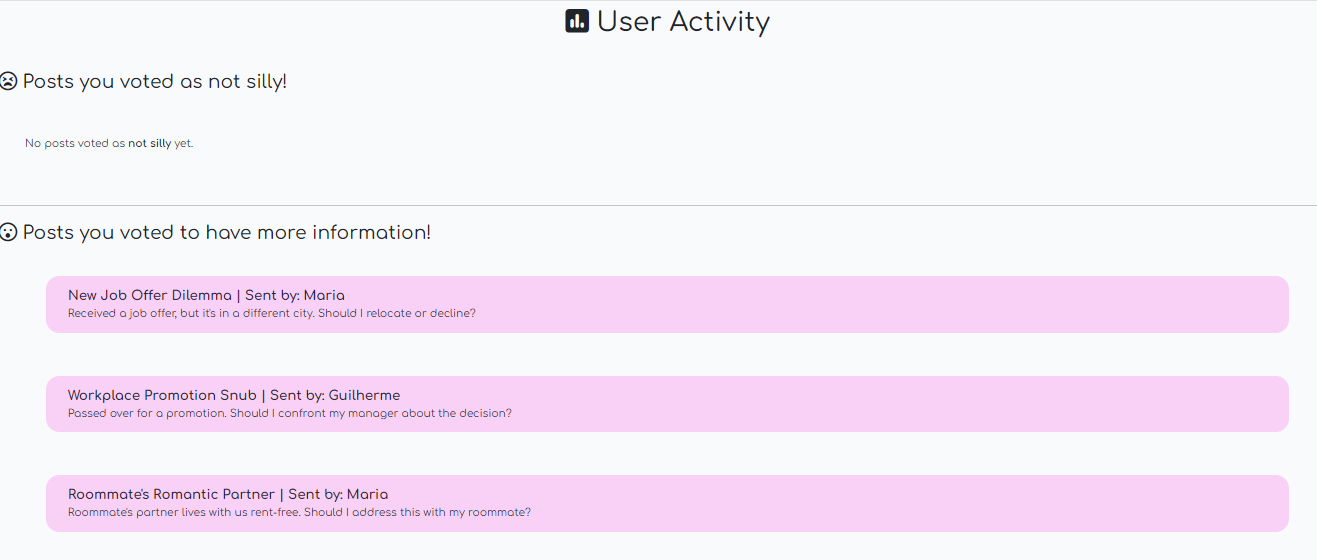 User Activity
Posts you voted as not silly!
No posts voted as not silly yet.
Posts you voted to have more information!
New Job Offer Dilemma | Sent by: Maria
Received a job offer, but it's in a different city. Should I relocate or decline?
Workplace Promotion Snub | Sent by: Guilherme
Passed over for a promotion. Should I confront my manager about the decision?
Roommate's Romantic Partner | Sent by: Maria
Roommate's partner lives with us rent-free. Should I address this with my roommate?